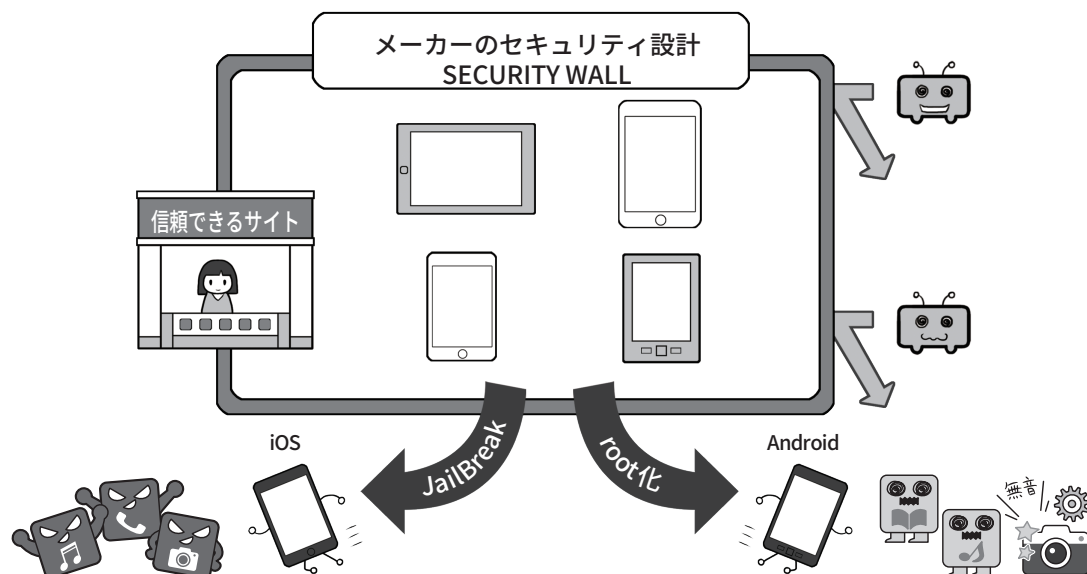 メーカーのセキュリティ設計
SECURITY WALL
信頼できるサイト
iOS
JailBreak
root化
Android
無音